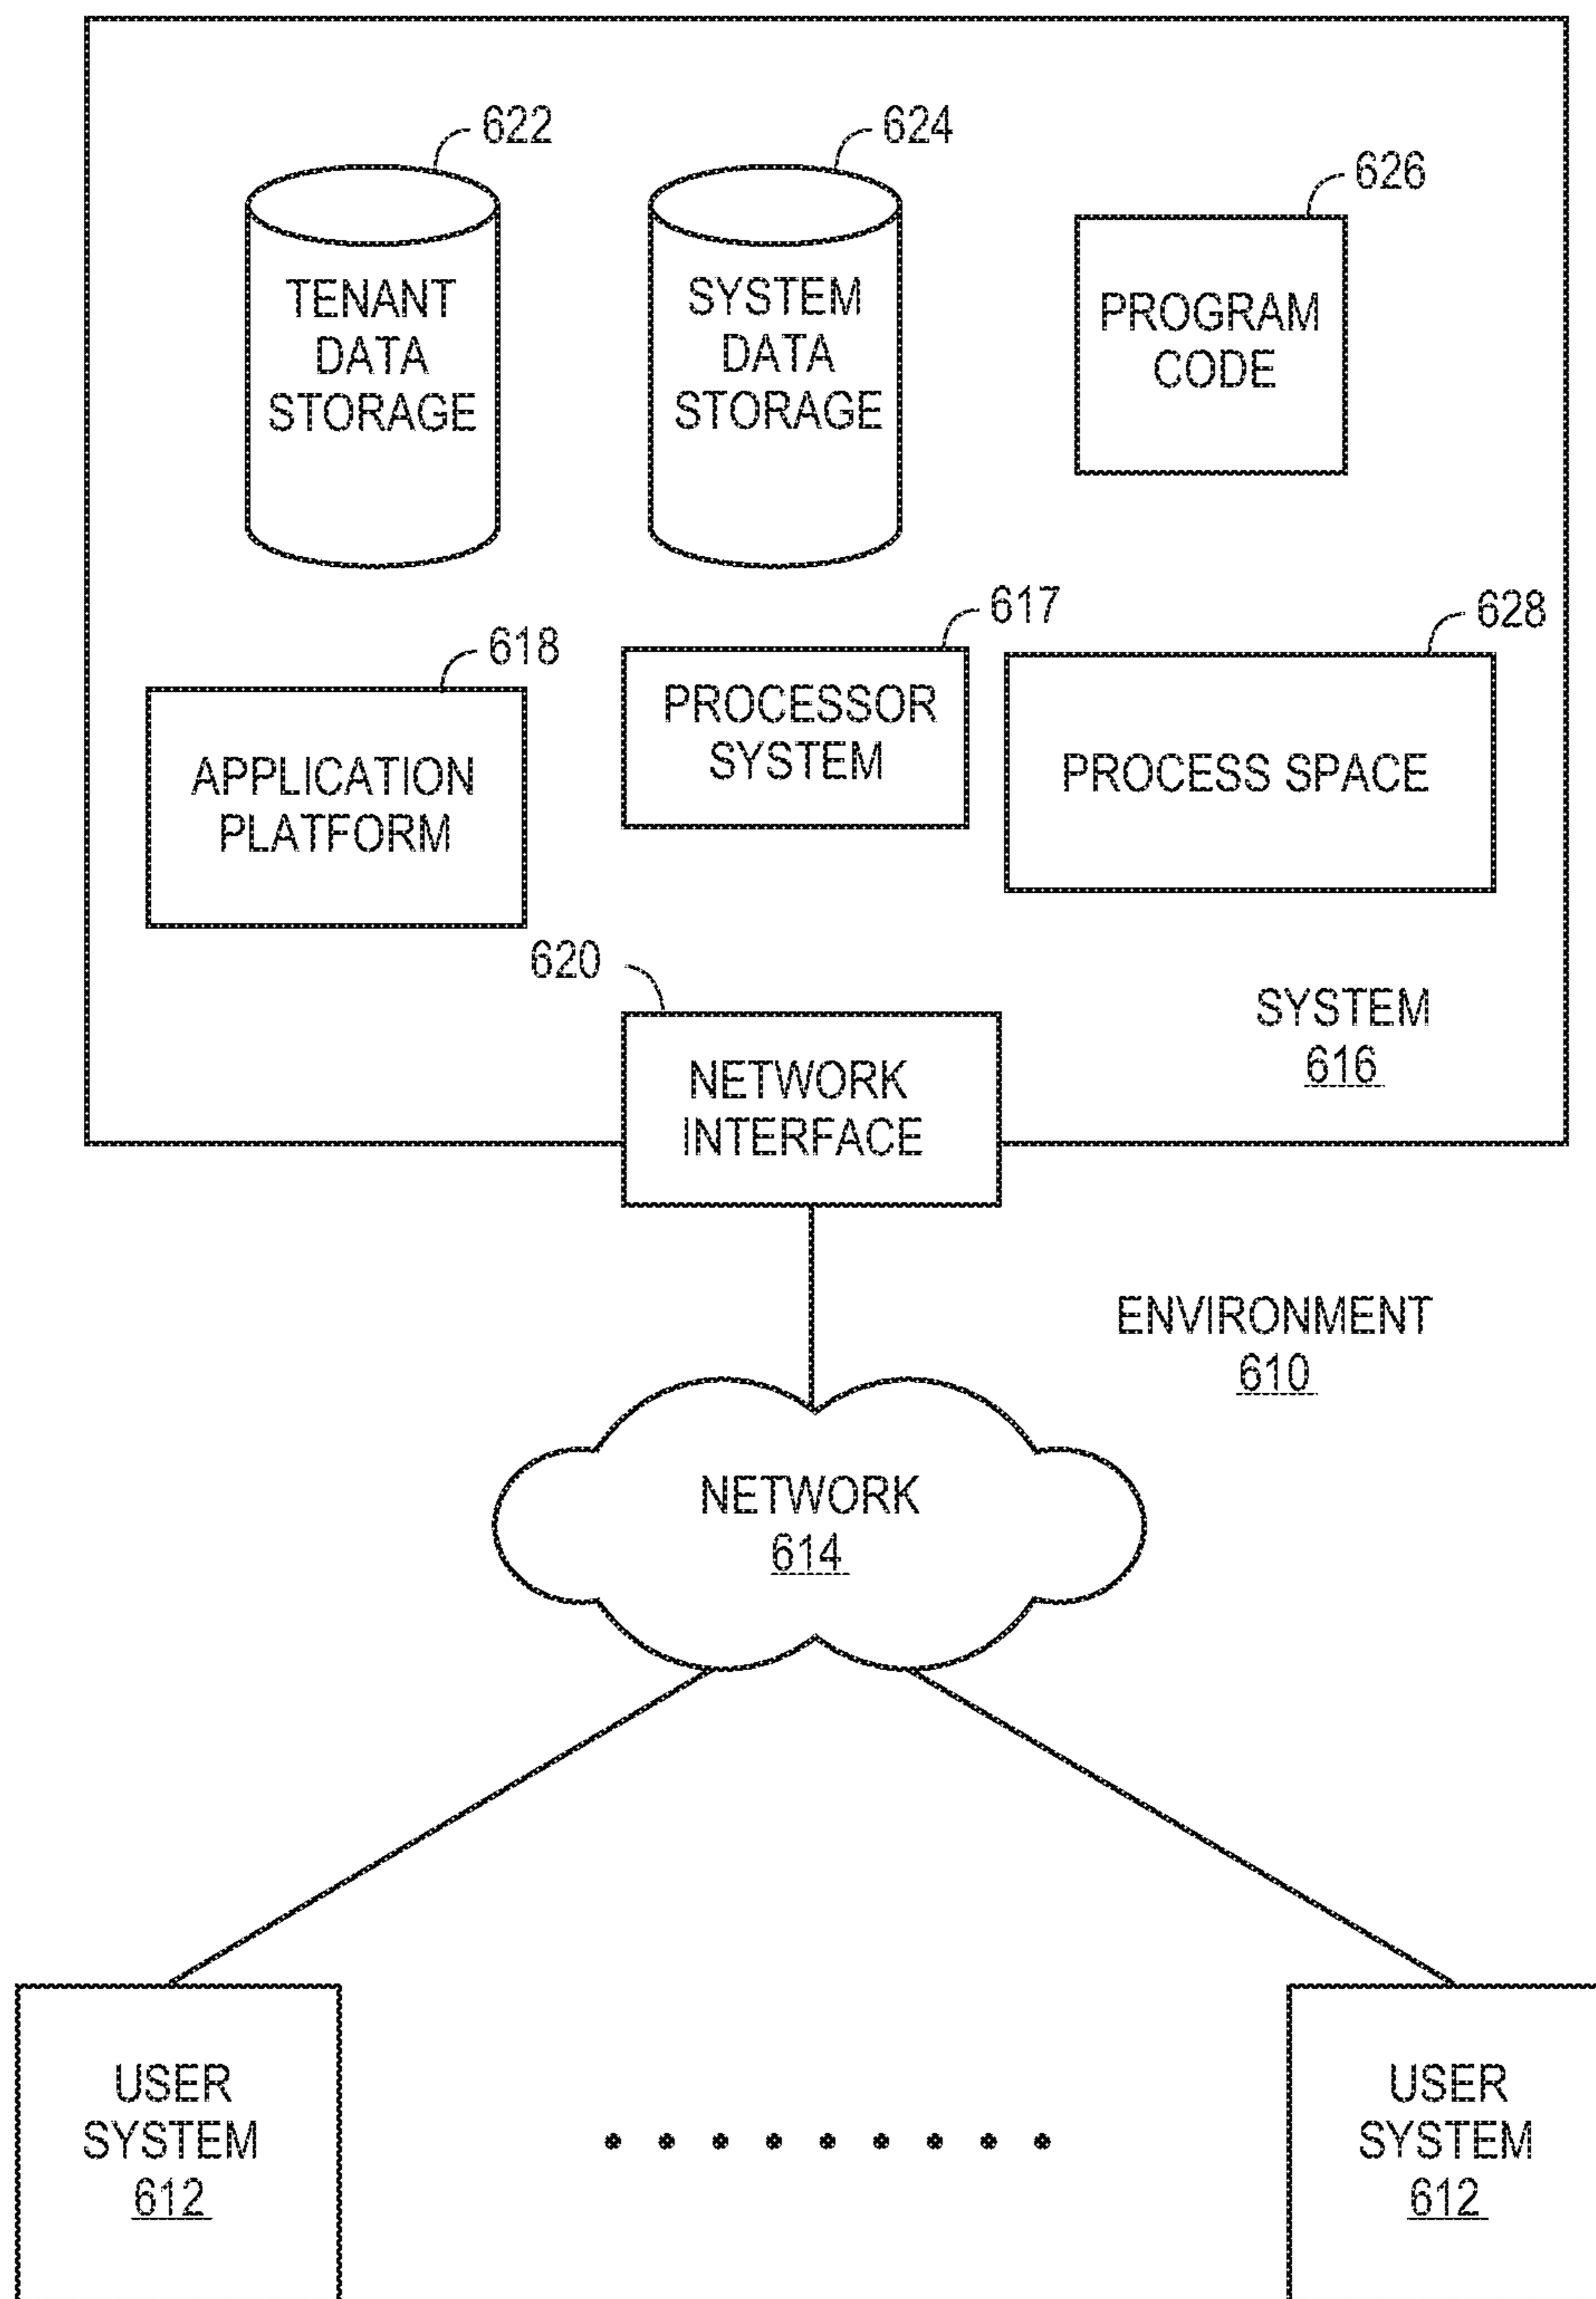 622
624
626
TENANT
DATA
STORAGE
SYSTEM
DATA
STORAGE
PROGRAM
CODE
618
617
628
APPLICATION
PLATFORM
PROCESSOR
SYSTEM
PROCESS SPACE
620
NETWORK
INTERFACE
SYSTEM
616
ENVIRONMENT
610
NETWORK
614
USER
SYSTEM
612
USER
SYSTEM
612